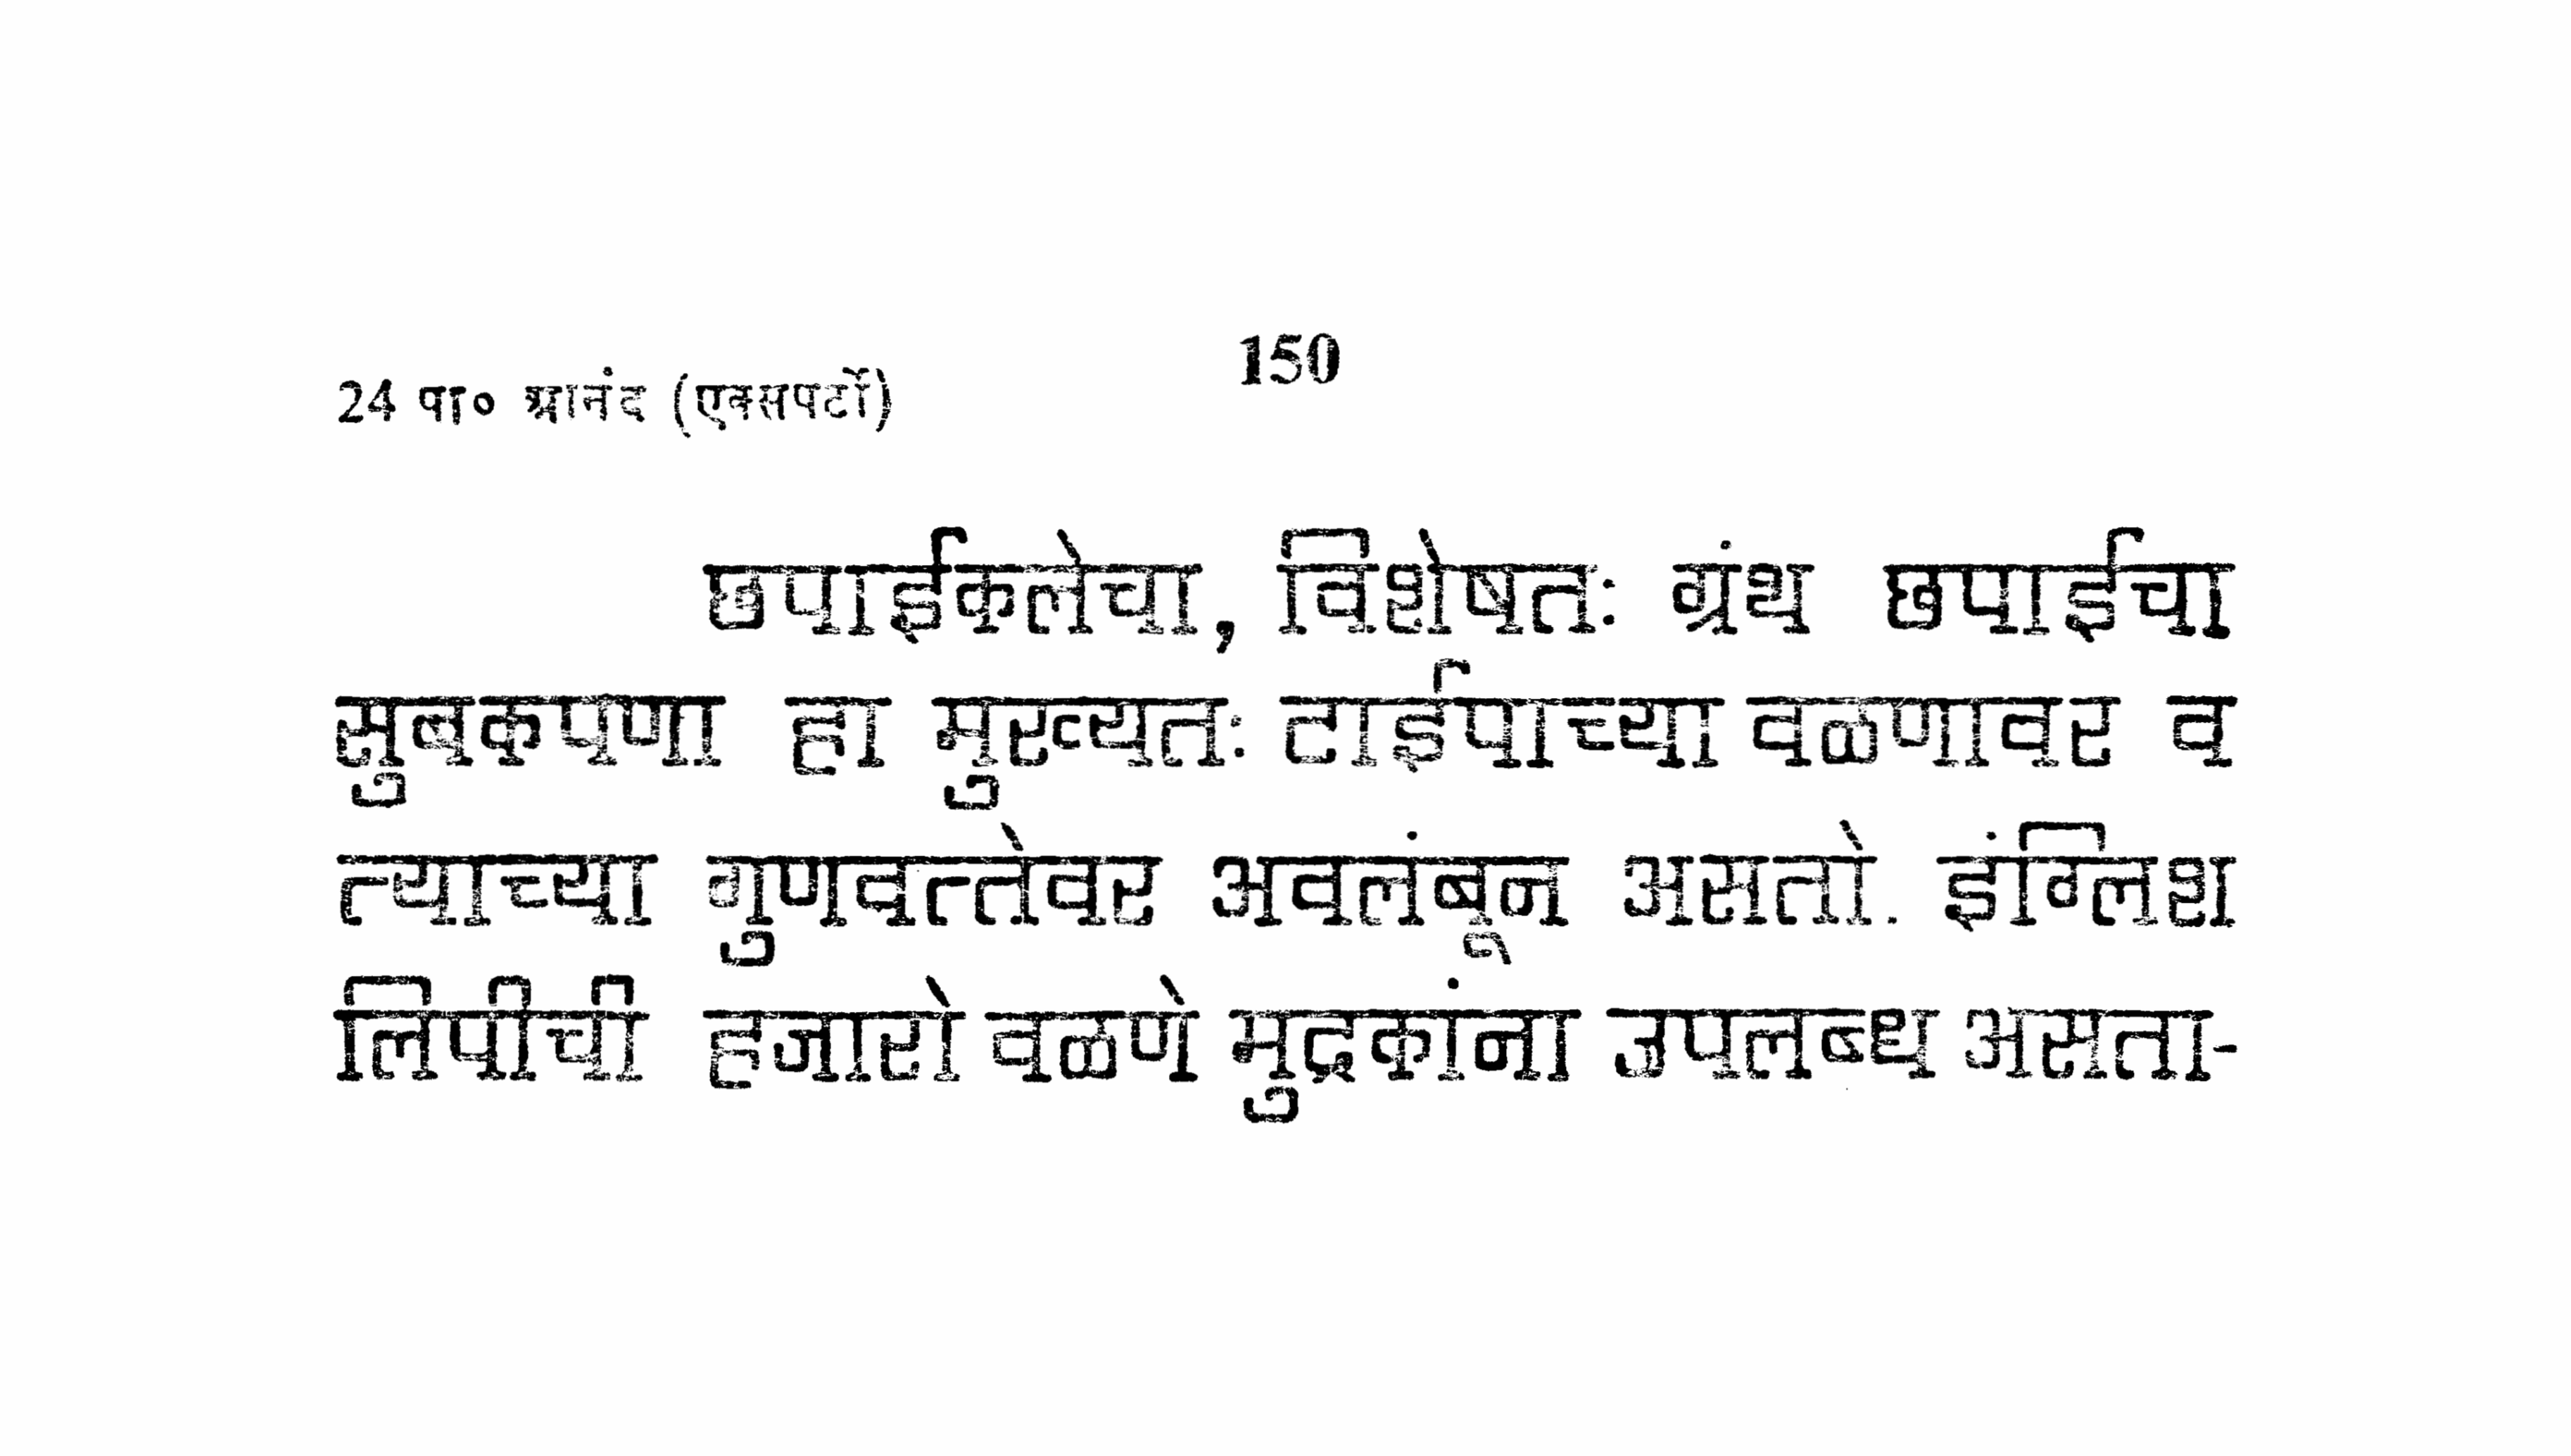 150
24 पा० आनंद (एक्सपर्टो)
छपाईकलेचा, विशेषतः ग्रंथ छपाईचा
सुबकपणा हा मुख्यतः टाईपाच्या वळणावर व
त्याच्या गुणवत्तेवर अवलंबून असतो. इंग्लिश
लिपीची हजारो वळणे मुद्रकांना उपलब्ध असता-